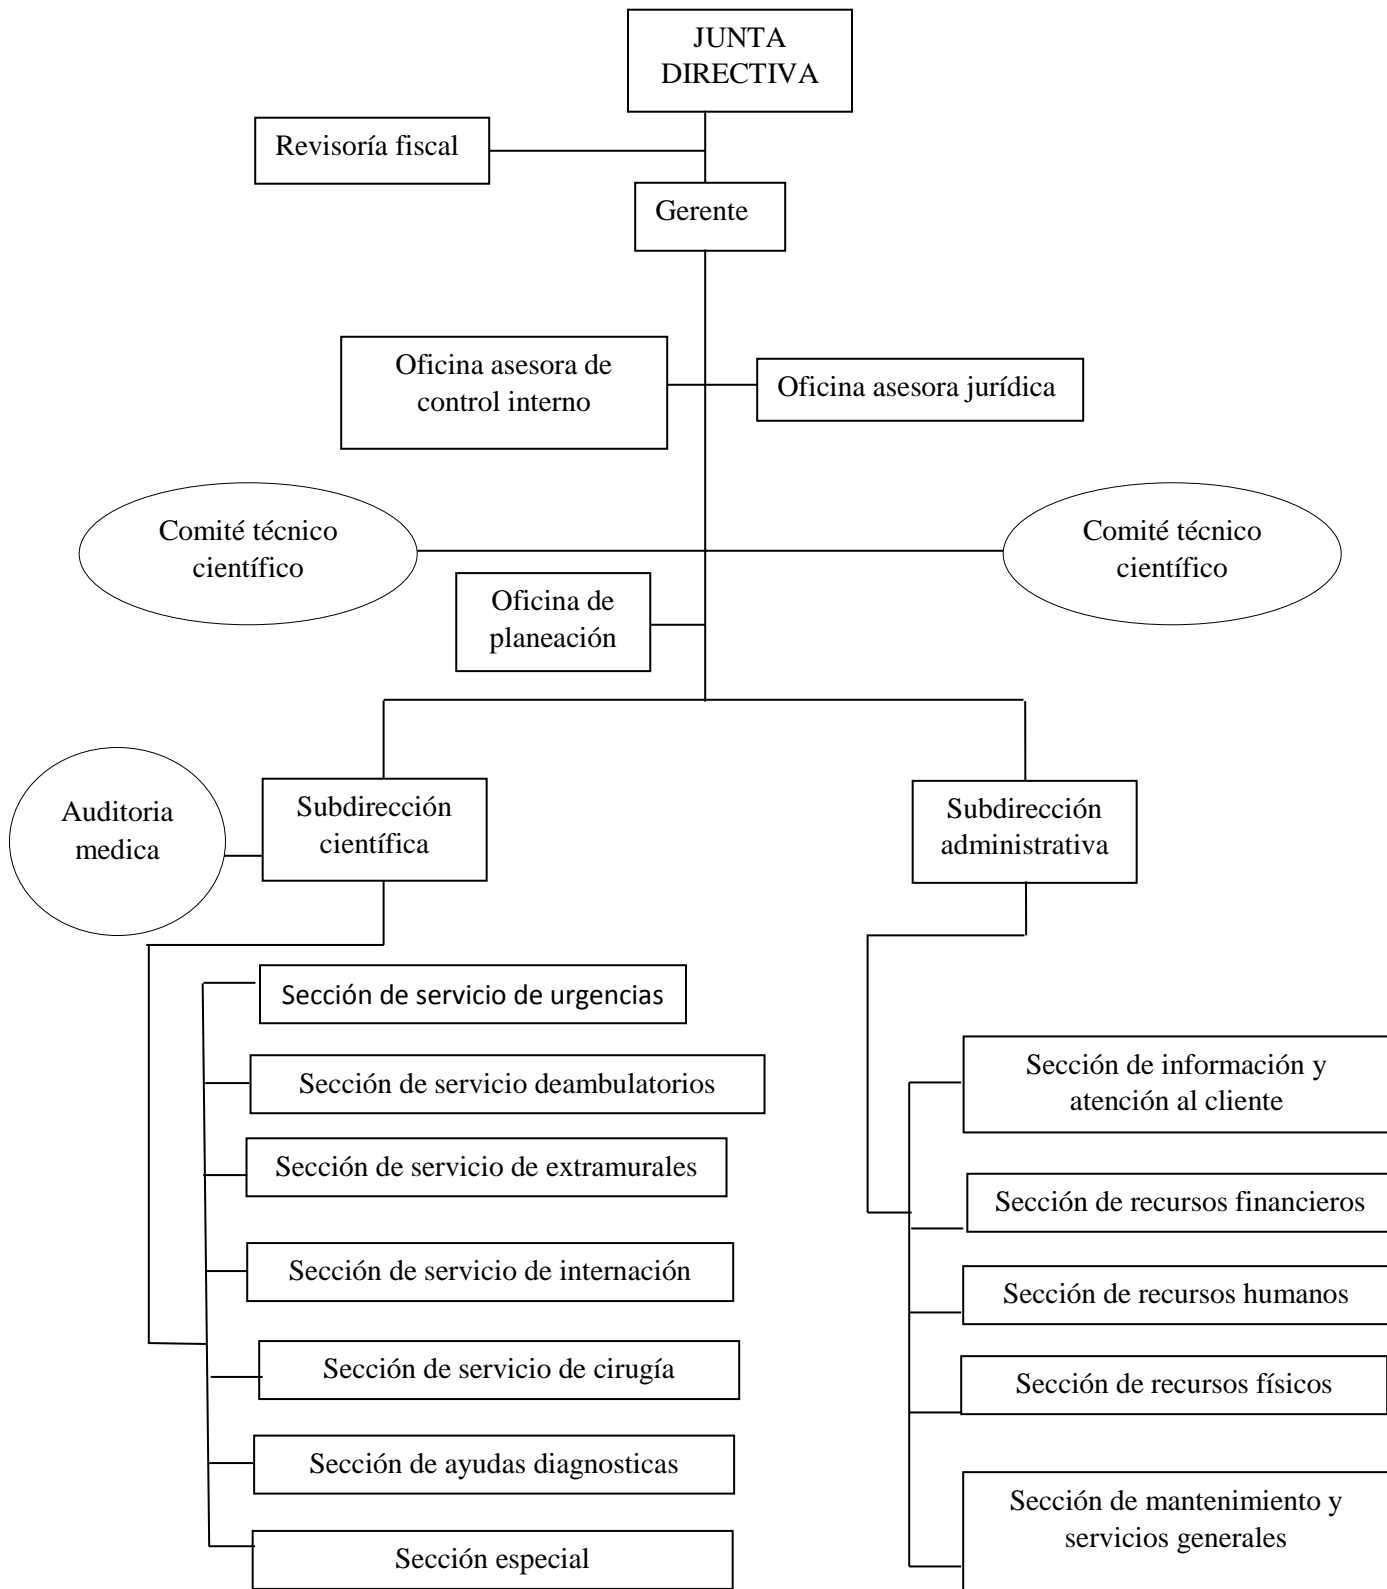 JUNTA
DIRECTIVA
Revisoría fiscal
Gerente
Oficina asesora de
control interno
Oficina asesora jurídica
Comité técnico
científico
Comité técnico
científico
Oficina de
planeación
Auditoria
medica
Subdirección
científica
Subdirección
administrativa
Sección de servicio de urgencias
Sección de servicio deambulatorios
Sección de servicio de extramurales
Sección de servicio de internación
Sección de servicio de cirugía
Sección de ayudas diagnosticas
Sección especial
Sección de información y
atención al cliente
Sección de recursos financieros
Sección de recursos humanos
Sección de recursos físicos
Sección de mantenimiento y
servicios generales